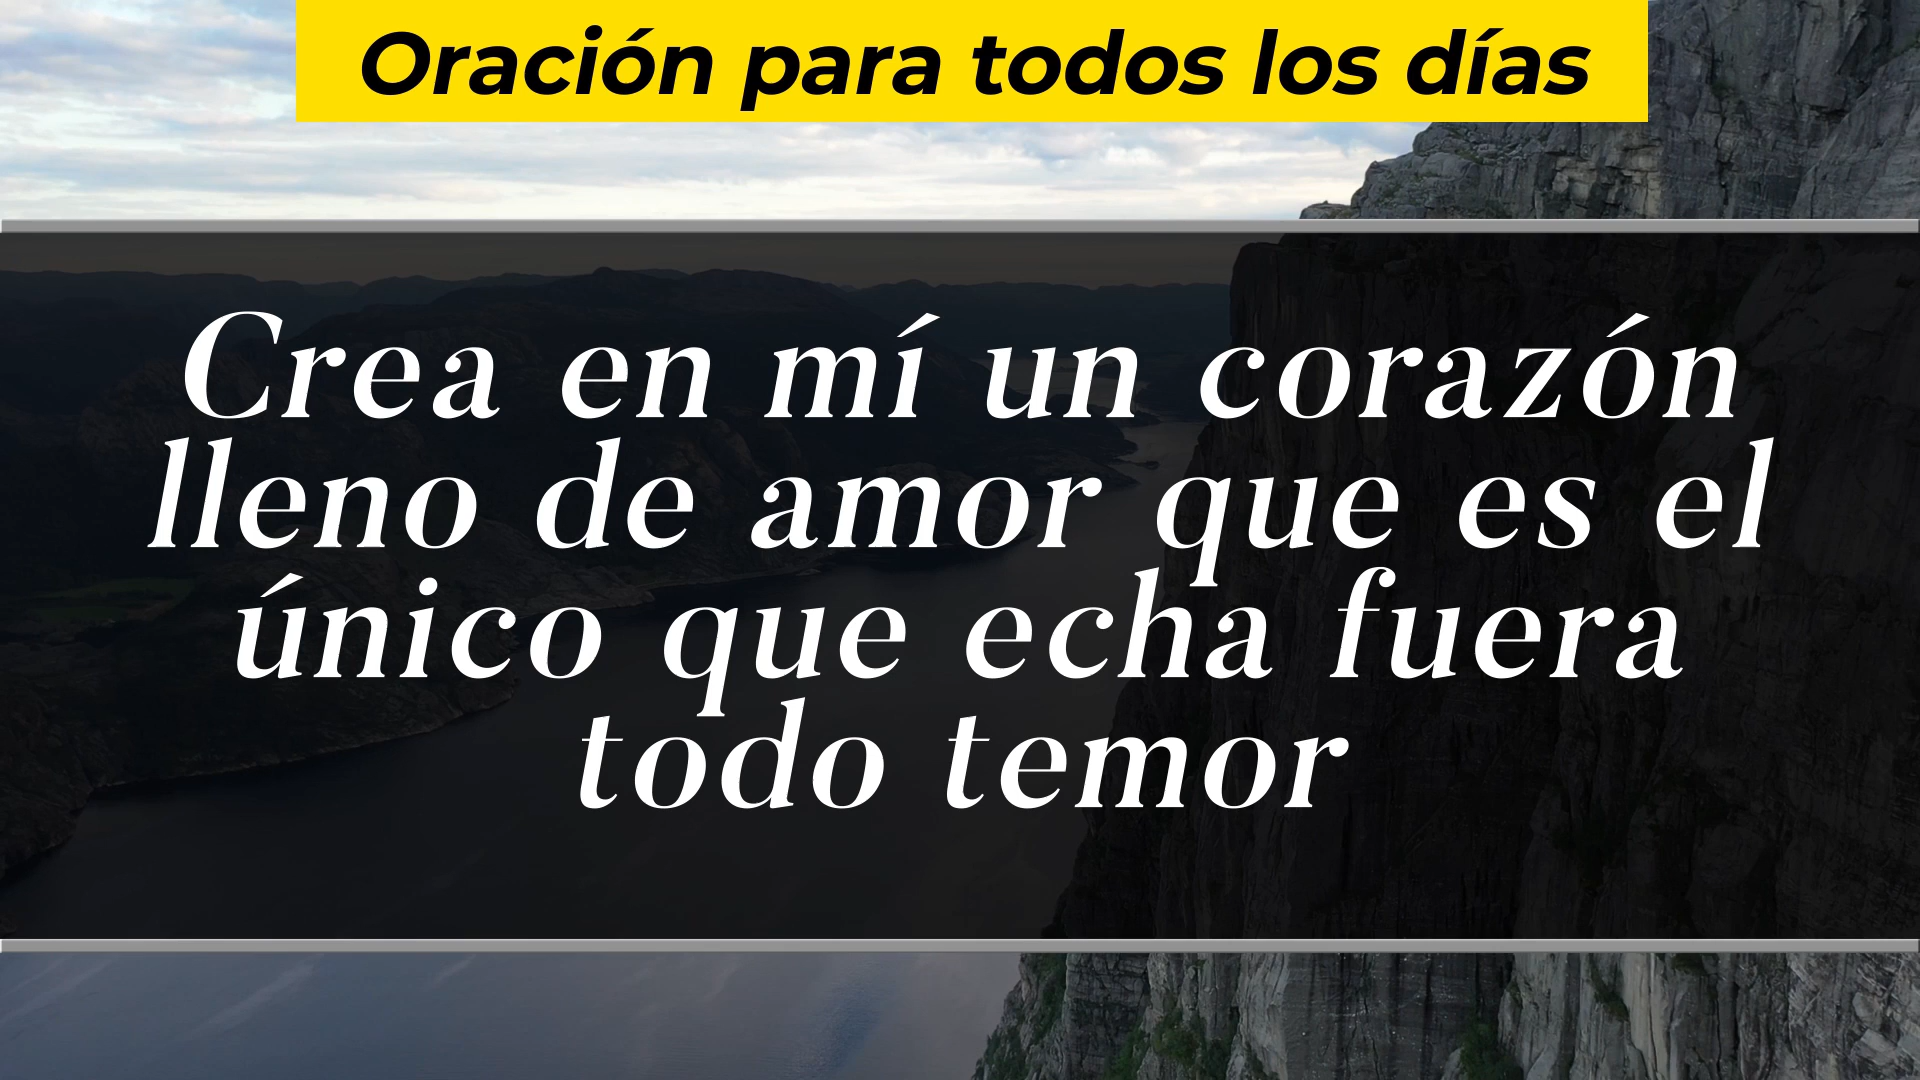 Oración para todos los días
Crea en mí un corazón
lleno de amor que es el
único que echa fuera
todo temor